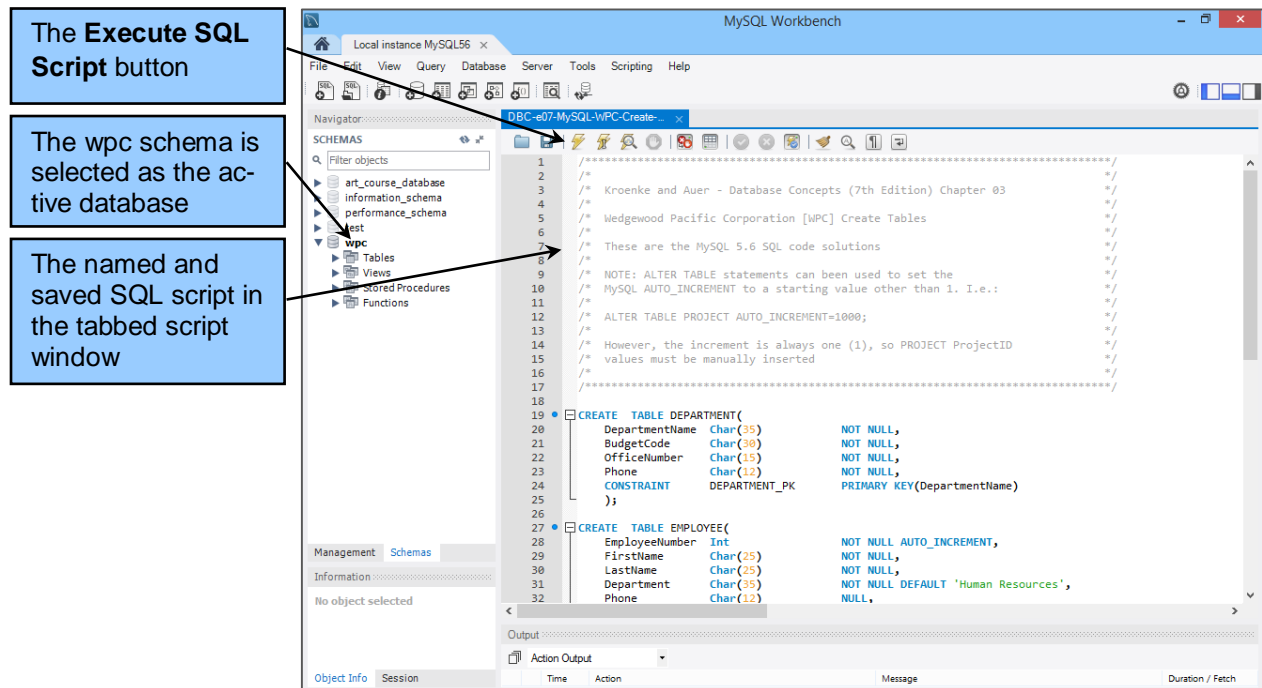 The Execute SQL
Script button
The wpc schema is
selected as the ac-
tive database
The named and
saved SQL script in
the tabbed script
window
MySQL Workbench
Local instance MySQL56
File Edit View Query Database Server Tools Scripting Help
Navigator
SCHEMAS
Filter objects
art_course_database
information_schema
performance_schema
test
wpc
Tables
Views
Stored Procedures
Functions
Management Schemas
Information
No object selected
Object Info Session
DBC-e07-MySQL-WPC-Create-...
1 /********************************************************************************/
2 /* */
3 /* Kroenke and Auer - Database Concepts (7th Edition) Chapter 03 */
4 /* */
5 /* Wedgewood Pacific Corporation [WPC] Create Tables */
6 /* */
7 /* These are the MySQL 5.6 SQL code solutions */
8 /* */
9 /* NOTE: ALTER TABLE statements can been used to set the */
10 /* MySQL AUTO_INCREMENT to a starting value other than 1. I.e.: */
11 /* */
12 /* ALTER TABLE PROJECT AUTO_INCREMENT=1000; */
13 /* */
14 /* However, the increment is always one (1), so PROJECT ProjectID */
15 /* values must be manually inserted */
16 /* */
17 /********************************************************************************/
18
19 CREATE TABLE DEPARTMENT(
20 DepartmentName Char(35) NOT NULL,
21 BudgetCode Char(30) NOT NULL,
22 OfficeNumber Char(15) NOT NULL,
23 Phone Char(12) NOT NULL,
24 CONSTRAINT DEPARTMENT_PK PRIMARY KEY(DepartmentName)
25 );
26
27 CREATE TABLE EMPLOYEE(
28 EmployeeNumber Int NOT NULL AUTO_INCREMENT,
29 FirstName Char(25) NOT NULL,
30 LastName Char(25) NOT NULL,
31 Department Char(35) NOT NULL DEFAULT 'Human Resources',
32 Phone Char(12) NULL,
Output
Action Output
Time Action Message Duration / Fetch